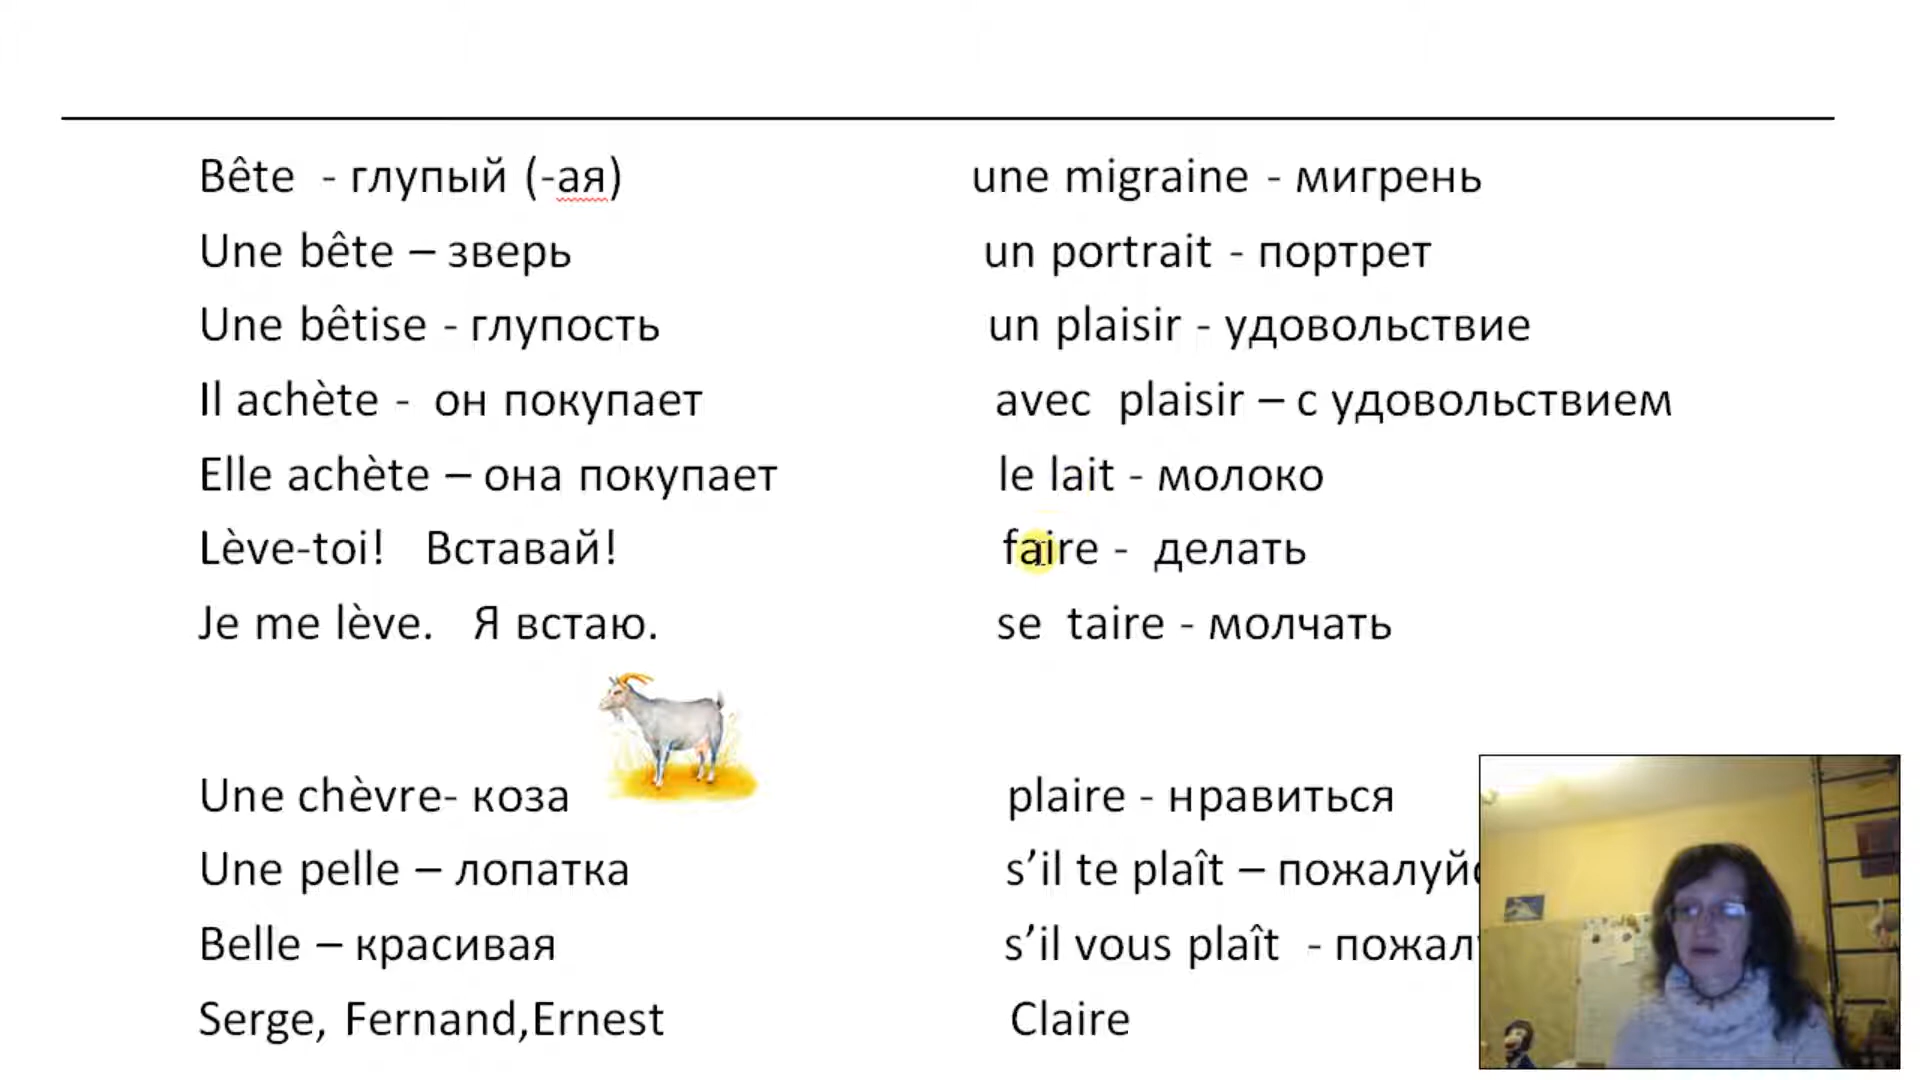 Bête - глупый (-ая)
Une bête – зверь
Une bêtise - глупость
Il achète - он покупает
Elle achète – она покупает
Lève-toi! Вставай!
Je me lève. Я встаю.
Une chèvre- коза
Une pelle – лопатка
Belle – красивая
Serge, Fernand,Ernest
une migraine - мигрень
un portrait - портрет
un plaisir - удовольствие
avec plaisir – с удовольствием
le lait - молоко
faire - делать
se taire - молчать
plaire - нравиться
s’il te plaît –
s’il vous plaît -
Claire